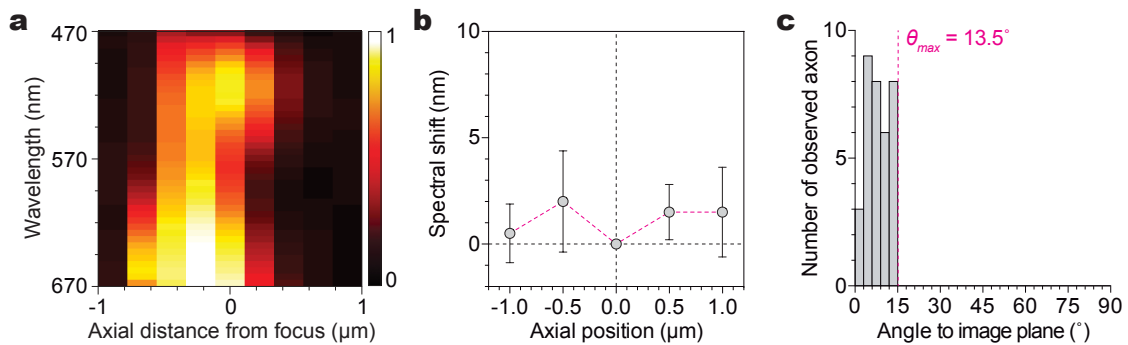 a
470
570
670
Wavelength (nm)
-1
0
1
Axial distance from focus (µm)
1
0
b
10
5
0
Spectral shift (nm)
-1.0
-0.5
0.0
0.5
1.0
Axial position (µm)
c
θmax = 13.5°
10
5
0
Number of observed axon
0
15
30
45
60
75
90
Angle to image plane (°)